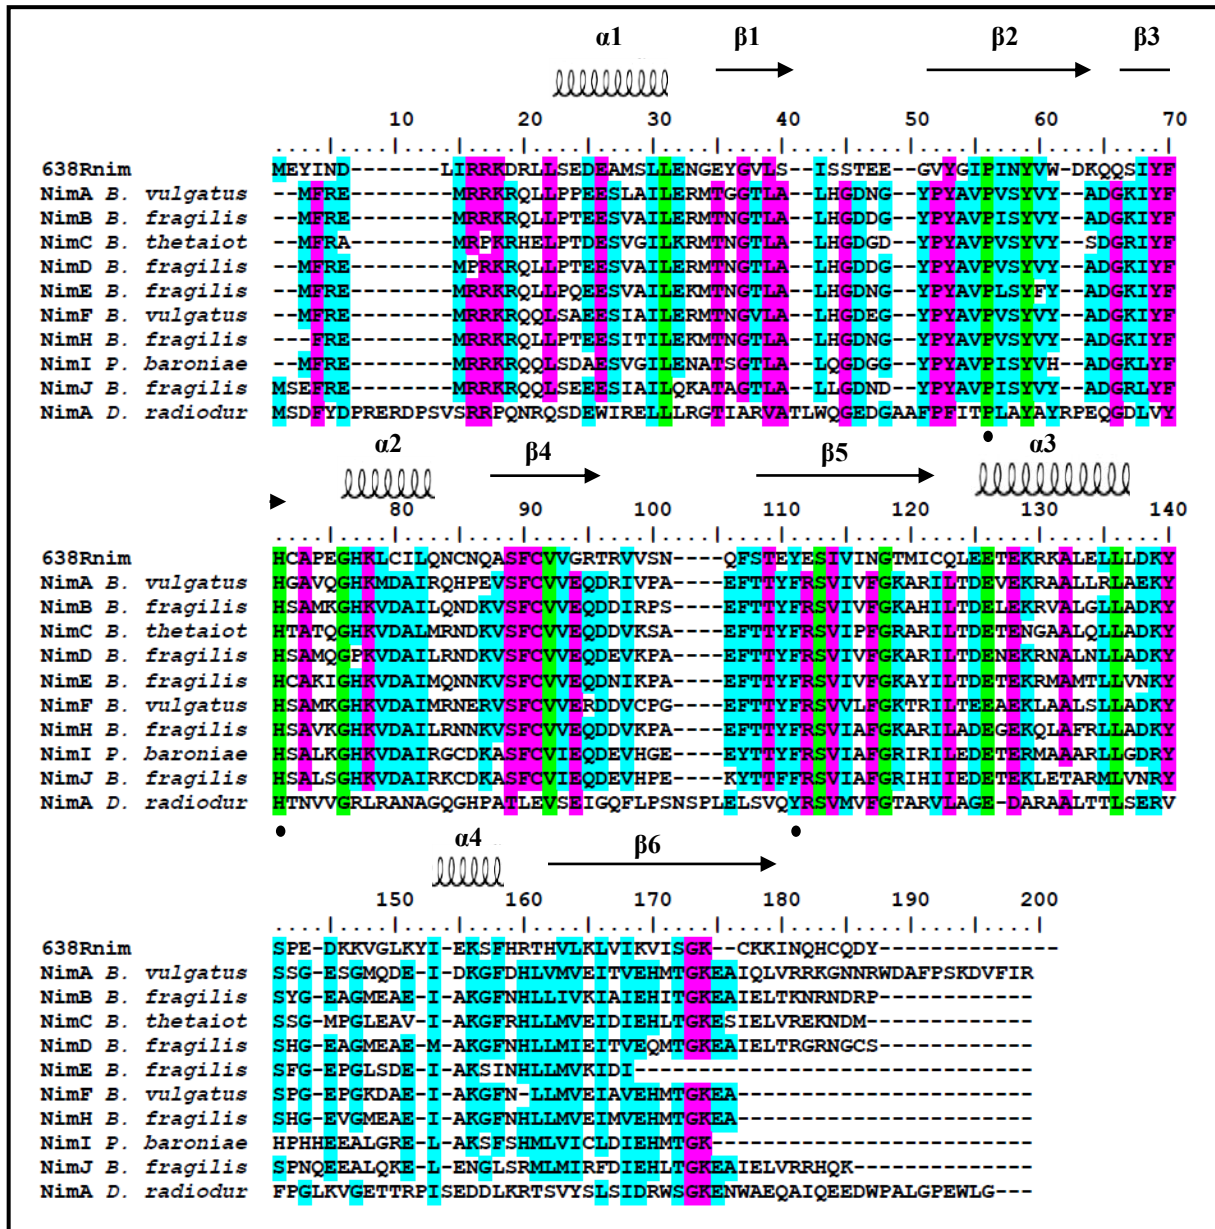 α1 β1 β2 β3
10 20 30 40 50 60 70
638Rnim MEYIND--------LIRRKDRLLSEDEAMSLLENGEYGVLS--ISSTEE--GVYGIPINYVW-DKQQSIYF
NimA B. vulgatus --MFRE--------MRRKRQLLPPEESLAILERMTGGTLA--LHGDNG--YPYAVPVSYVY--ADGKIYF
NimB B. fragilis --MFRE--------MRRKRQLLPTEESVAILERMTNGTLA--LHGDDG--YPYAVPISYVY--ADGKIYF
NimC B. thetaiot --MFRA--------MRPKRHELPTDESVGILKRMTNGTLA--LHGDGD--YPYAVPVSYVY--SDGRIYF
NimD B. fragilis --MFRE--------MPRKRQLLPTEESVAILERMTNGTLA--LHGDDG--YPYAVPVSYVY--ADGKIYF
NimE B. fragilis --MFRE--------MRRKRQLLPQEESVAILEKMTNGTLA--LHGDNG--YPYAVPLSYFY--ADGKIYF
NimF B. vulgatus --MFRE--------MRRKRQQLSAEESIAILERMTNGVLA--LHGDEG--YPYAVPISYVY--ADGKIYF
NimH B. fragilis ---FRE--------MRRKRQLLPTEESITILEKMTNGTLA--LHGDNG--YPYAVPVSYVY--ADGKIYF
NimI P. baroniae --MFRE--------MRRKRQQLSDAESVGILENATSGTLA--LQGDGG--YPYAVPISYVH--ADGKLYF
NimJ B. fragilis MSEFRE--------MRRKRQQLSEEESIAILQKATAGTLA--LLGDND--YPYAVPISYVY--ADGRLYF
NimA D. radiodur MSDFYDPRERDPSVSRRPQNRQSDEWIRELLLRGTIARVATLWQGEDGAAFPFITPLAYAYRPEQGDLVY
α2 β4 β5 α3
80 90 100 110 120 130 140
638Rnim HCAPEGHKLCILQNCNQASFCVVGRTRVVSN----QFSTEYESIVINGTMICQLEETEKRKALELLLDKY
NimA B. vulgatus HGAVQGHKMDAIRQHPEVSFCVVEQDRIVPA----EFTTYFRSVIVFGKARILTDEVEKRAALLRLAEKY
NimB B. fragilis HSAMKGHKVDAILQNDKVSFCVVEQDDIRPS----EFTTYFRSVIVFGKAHILTDELEKRVALGLLADKY
NimC B. thetaiot HTATQGHKVDALMRNDKVSFCVVEQDDVKSA----EFTTYFRSVIPFGRARILTDETENGAALQLLADKY
NimD B. fragilis HSAMQGPKVDAILRNDKVSFCVVEQDEVKPA----EFTTYFRSVIVFGKARILTDENEKRNALNLLADKY
NimE B. fragilis HCAKIGHKVDAIMQNNKVSFCVVEQDNIKPA----EFTTYFRSVIVFGKAYILTDETEKRMAMTLLVNKY
NimF B. vulgatus HSAMKGHKVDAIMRNERVSFCVVERDDVCPG----EFTTYFRSVVLFGKTRILTEEAEKLAALSLLADKY
NimH B. fragilis HSAVKGHKVDAILRNNKVSFCVVEQDDVKPA----EFTTYFRSVIAFGKARILADEGEKQLAFRLLADKY
NimI P. baroniae HSALKGHKVDAIRGCDKASFCVIEQDEVHGE----EYTTYFRSVIAFGRIRILEDETERMAAARLLGDRY
NimJ B. fragilis HSALSGHKVDAIRKCDKASFCVIEQDEVHPE----KYTTFFRSVIAFGRIHIIEDETEKLETARMLVNRY
NimA D. radiodur HTNVVGRLRANAGQGHPATLEVSEIGQFLPSNSPLELSVQYRSVMVFGTARVLAGE-DARAALTTLSERV
α4 β6
150 160 170 180 190 200
638Rnim SPE-DKKVGLKYI-EKSFHRTHVLKLVIKVISGK--CKKINQHCQDY--------------
NimA B. vulgatus SSG-ESGMQDE-I-DKGFDHLVMVEITVEHMTGKEAIQLVRRKGNNRWDAFPSKDVFIR
NimB B. fragilis SYG-EAGMEAE-I-AKGFNHLLIVKIAIEHITGKEAIELTKNRNDRP------------
NimC B. thetaiot SSG-MPGLEAV-I-AKGFRHLLMVEIDIEHLTGKESIELVREKNDM-------------
NimD B. fragilis SHG-EAGMEAE-M-AKGFNHLLMIEITVEQMTGKEAIELTRGRNGCS------------
NimE B. fragilis SFG-EPGLSDE-I-AKSINHLLMVKIDI-------------------------------
NimF B. vulgatus SPG-EPGKDAE-I-AKGFN-LLMVEIAVEHMTGKEA-----------------------
NimH B. fragilis SHG-EVGMEAE-I-AKGFNHLLMVEIMVEHMTGKEA-----------------------
NimI P. baroniae HPHHEEALGRE-L-AKSFSHMLVICLDIEHMTGK-------------------------
NimJ B. fragilis SPNQEEALQKE-L-ENGLSRMLMIRFDIEHLTGKEAIELVRRHQK--------------
NimA D. radiodur FPGLKVGETTRPISEDDLKRTSVYSLSIDRWSGKENWAEQAIQEEDWPALGPEWLG---